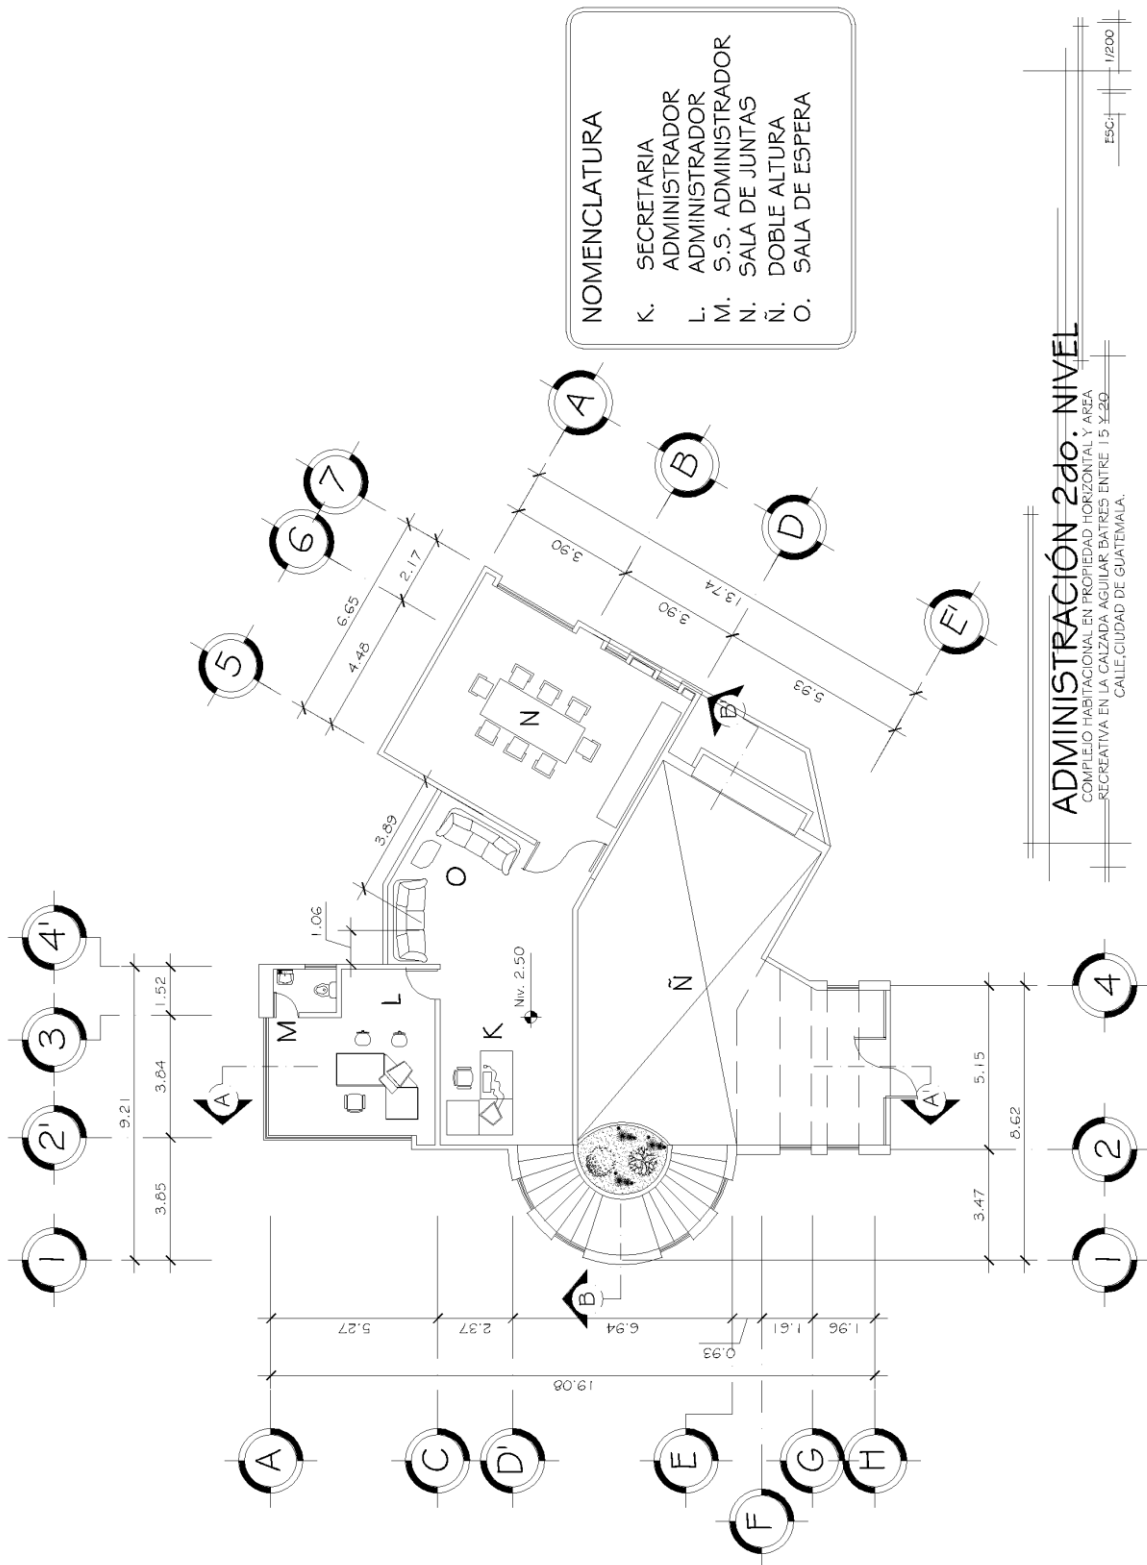 NOMENCLATURA
K. SECRETARIA
ADMINISTRADOR
L. ADMINISTRADOR
M. S.S. ADMINISTRADOR
N. SALA DE JUNTAS
Ñ. DOBLE ALTURA
O. SALA DE ESPERA
ADMINISTRACIÓN 2do. NIVEL
COMPLEJO HABITACIONAL EN PROPIEDAD HORIZONTAL Y AREA
RECREATIVA EN LA CALZADA AGUILAR BATRES ENTRE 15 Y 20
CALLE,CIUDAD DE GUATEMALA.
ESC: 1/200
A
C
D'
E
F
G
H
5.27
2.37
6.94
0.93
1.61
1.96
19.08
1
2'
3
4'
9.21
3.85
3.84
1.52
1.06
3.89
5
6
7
6.65
4.48
2.17
A
B
D
E'
3.90
3.90
5.93
13.74
1
2
4
3.47
5.15
8.62
A
A'
B
B'
M
L
K
O
N
Ñ
Niv. 2.50